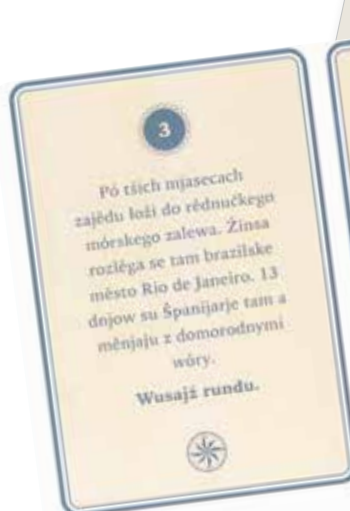 3
Pó tśich mjasecach
zajědu łoźi do rědnučkego
mórskego zalewa. Źinsa
rozlěga se tam brazilske
město Rio de Janeiro. 13
dnjow su Špańijarje tam a
měnjaju z domorodnymi
wóry.
Wusajź rundu.